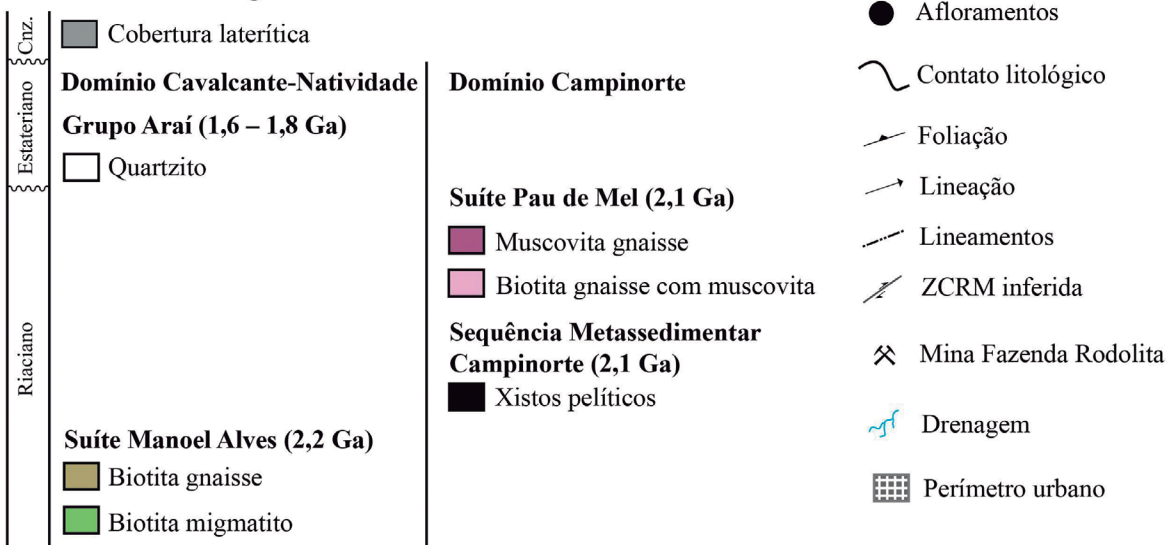 Cnz.
Cobertura laterítica
Estateriano
Domínio Cavalcante-Natividade
Grupo Araí (1,6 – 1,8 Ga)
Quartzito
Domínio Campinorte
Riaciano
Suíte Pau de Mel (2,1 Ga)
Muscovita gnaisse
Biotita gnaisse com muscovita
Sequência Metassedimentar
Campinorte (2,1 Ga)
Xistos pelíticos
Suíte Manoel Alves (2,2 Ga)
Biotita gnaisse
Biotita migmatito
Afloramentos
Contato litológico
Foliação
Lineação
Lineamentos
ZCRM inferida
Mina Fazenda Rodolita
Drenagem
Perímetro urbano